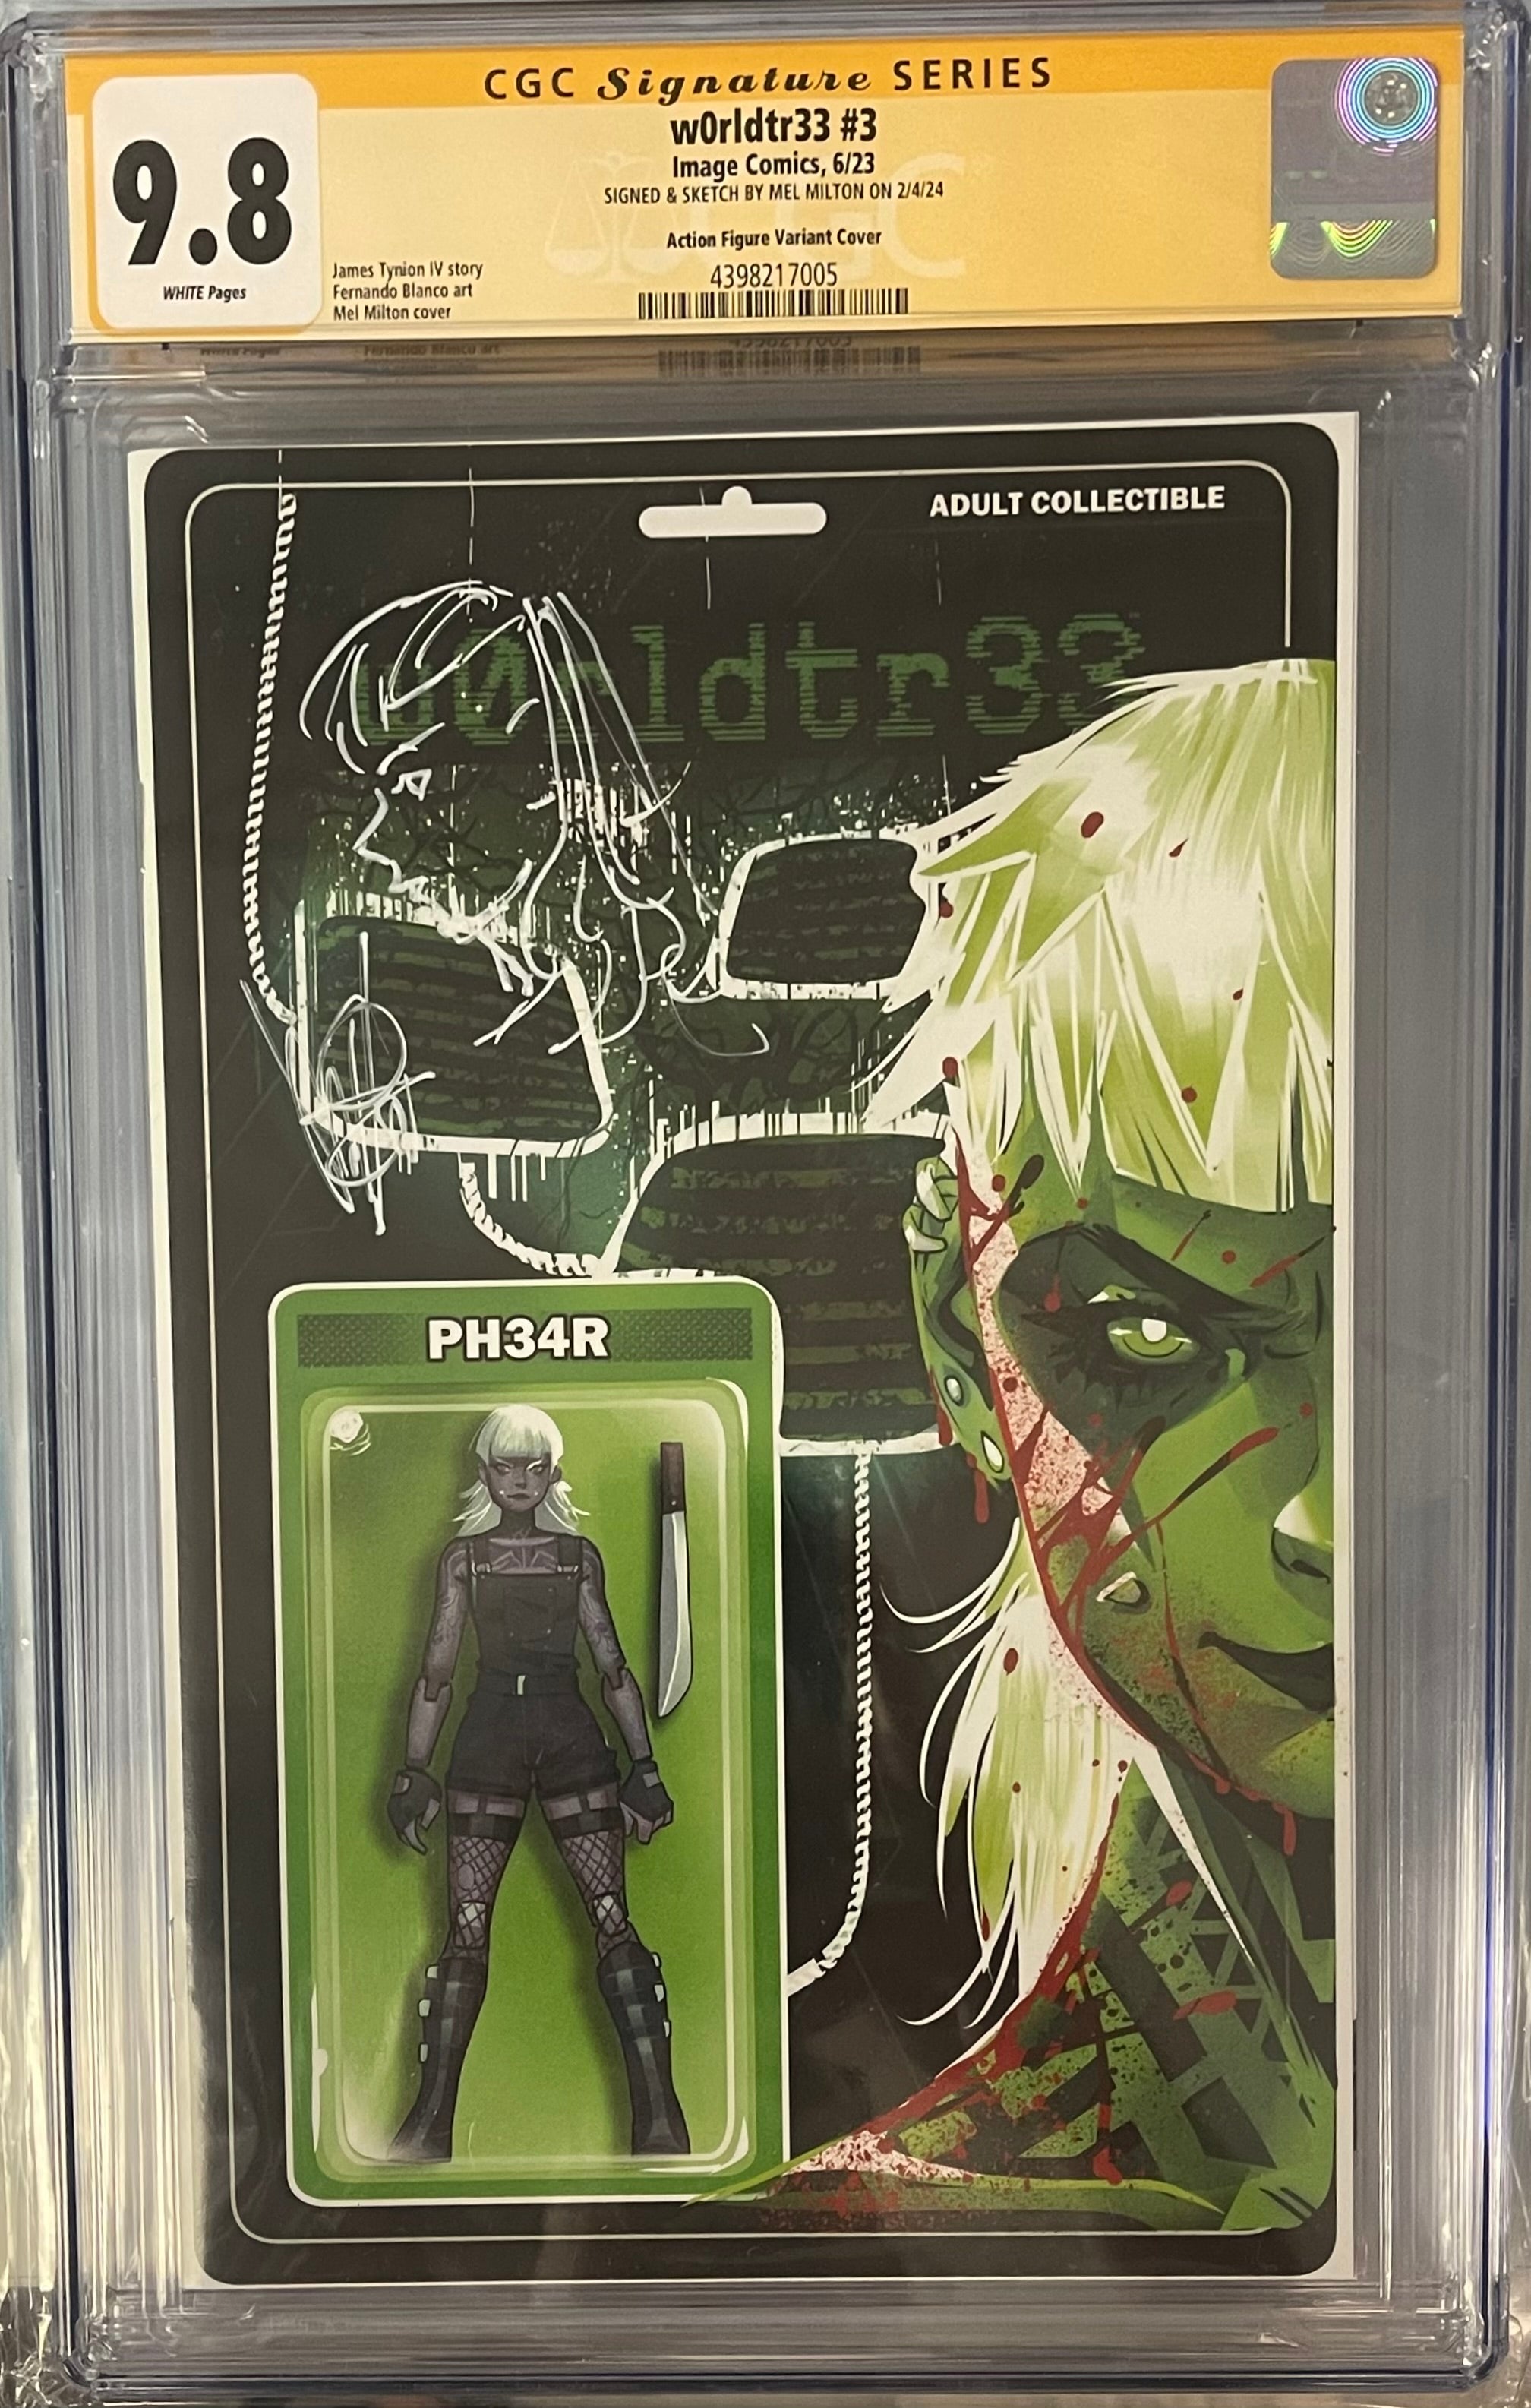 CGC Signature SERIES
w0rldtr33 #3
Image Comics, 6/23
SIGNED & SKETCH BY MEL MILTON ON 2/4/24
Action Figure Variant Cover
4398217005
9.8
WHITE Pages
James Tynion IV story
Fernando Blanco art
Mel Milton cover
ADULT COLLECTIBLE
w0rldtr33
PH34R